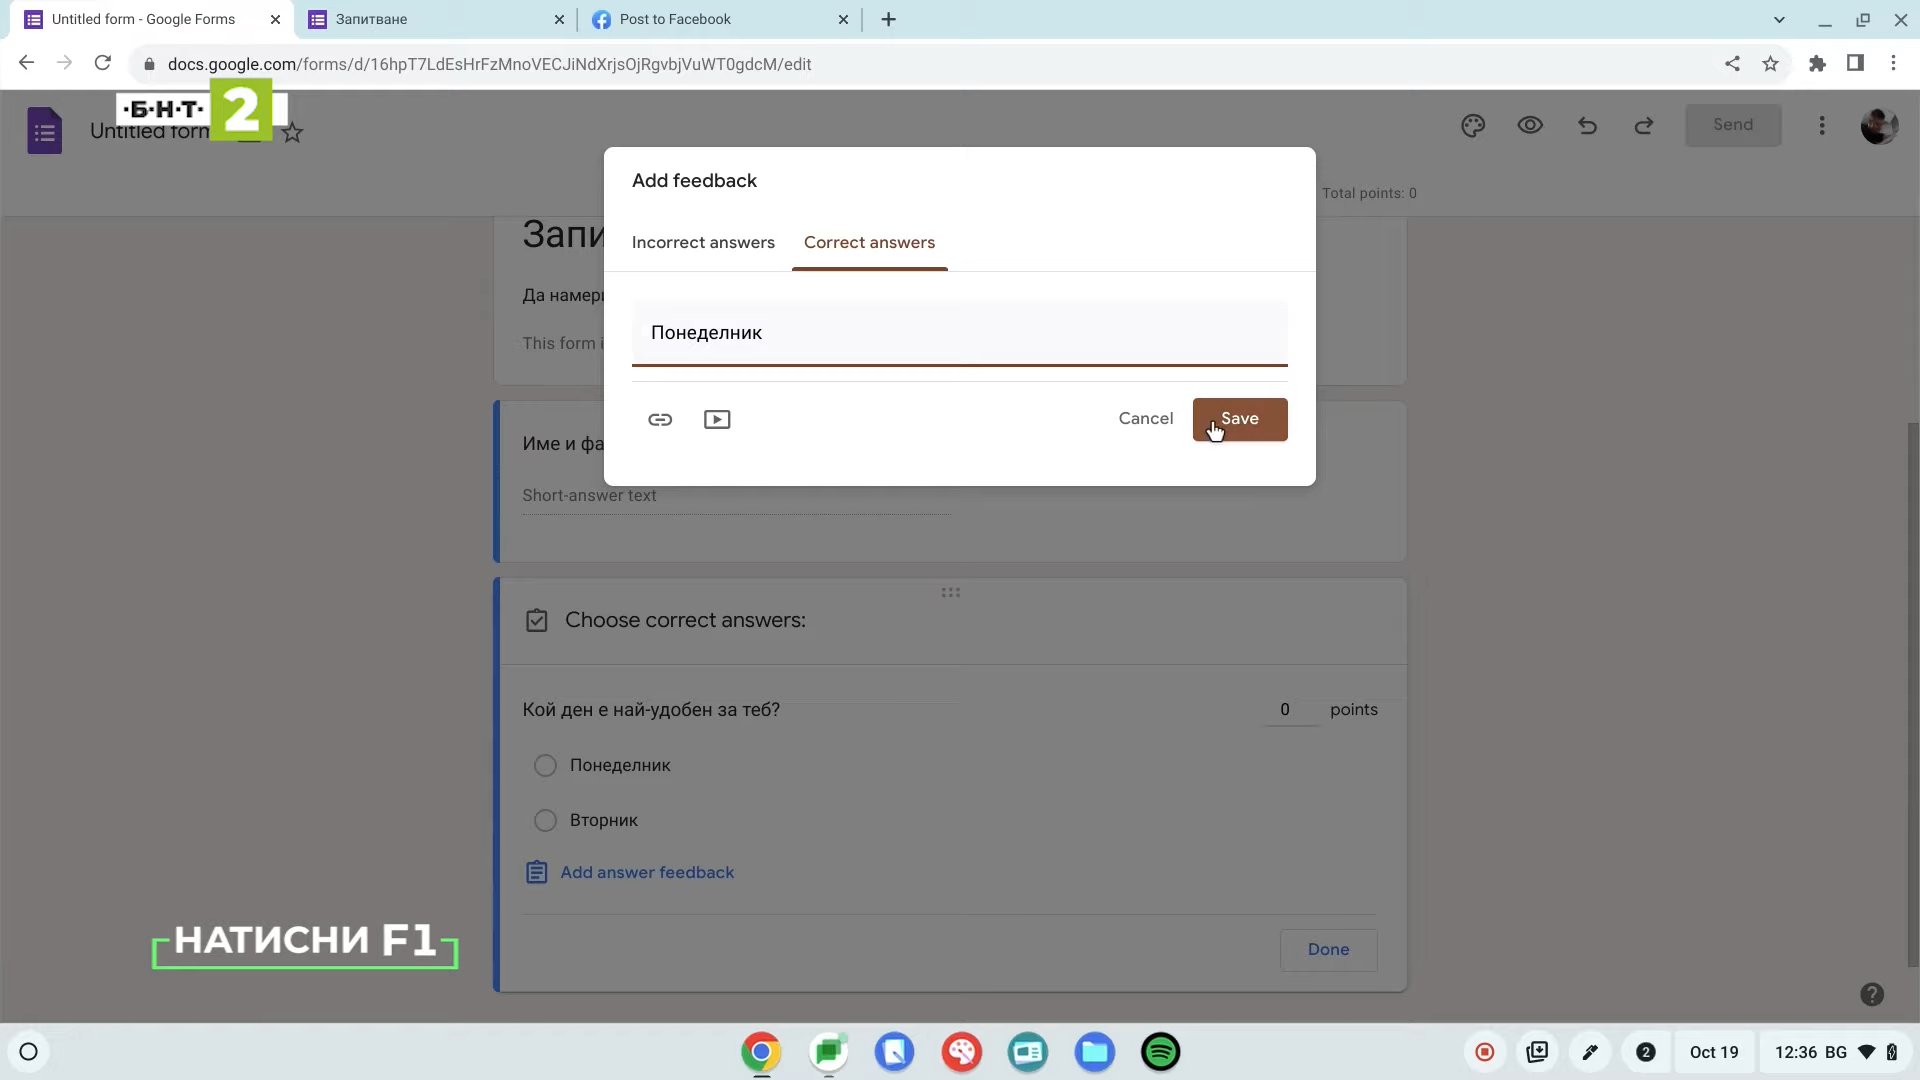 Untitled form - Google Forms
Запитване
Post to Facebook
docs.google.com/forms/d/16hpT7LdEsHrFzMnoVECJiNdXrjsOjRgvbjVuWT0gdcM/edit
·Б·Н·Т· 2
Untitled form
Send
Total points: 0
Add feedback
Incorrect answers
Correct answers
Понеделник
Cancel
Save
Запи
Да намери
This form i
Име и фа
Short-answer text
Choose correct answers:
Кой ден е най-удобен за теб?
0 points
Понеделник
Вторник
Add answer feedback
Done
НАТИСНИ F1
2
Oct 19
12:36 BG